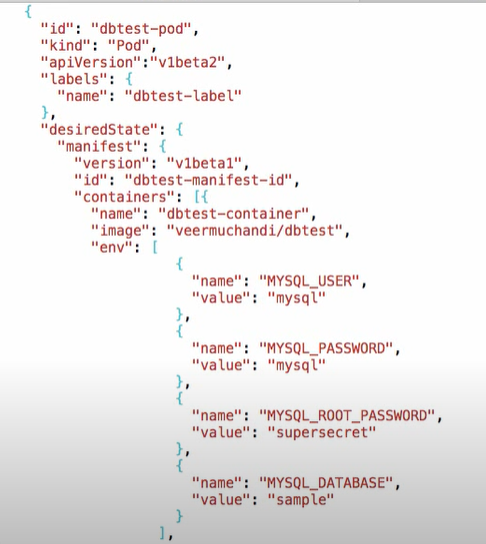 {
"id": "dbtest-pod",
"kind": "Pod",
"apiVersion":"v1beta2",
"labels": {
"name": "dbtest-label"
},
"desiredState": {
"manifest": {
"version": "v1beta1",
"id": "dbtest-manifest-id",
"containers": [{
"name": "dbtest-container",
"image": "veermuchandi/dbtest",
"env": [
{
"name": "MYSQL_USER",
"value": "mysql"
},
{
"name": "MYSQL_PASSWORD",
"value": "mysql"
},
{
"name": "MYSQL_ROOT_PASSWORD",
"value": "supersecret"
},
{
"name": "MYSQL_DATABASE",
"value": "sample"
}
],